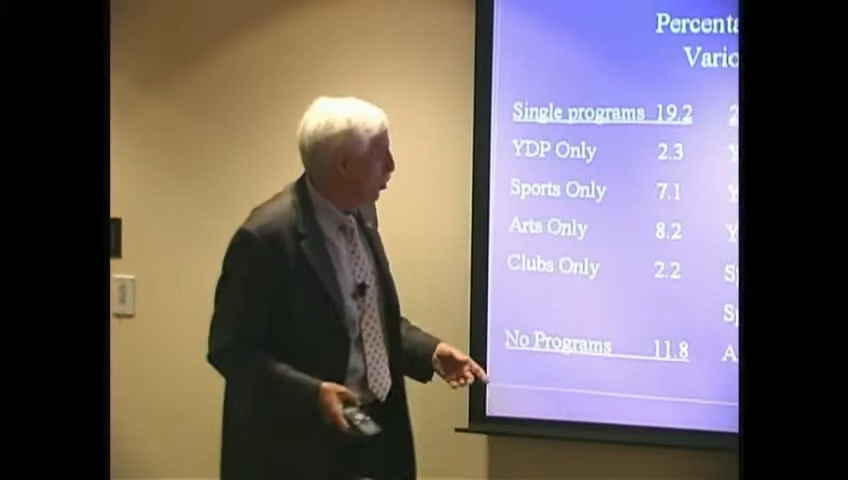 Percenta
Vario
Single programs 19.2
YDP Only 2.3
Sports Only 7.1
Arts Only 8.2
Clubs Only 2.2
No Programs 11.8